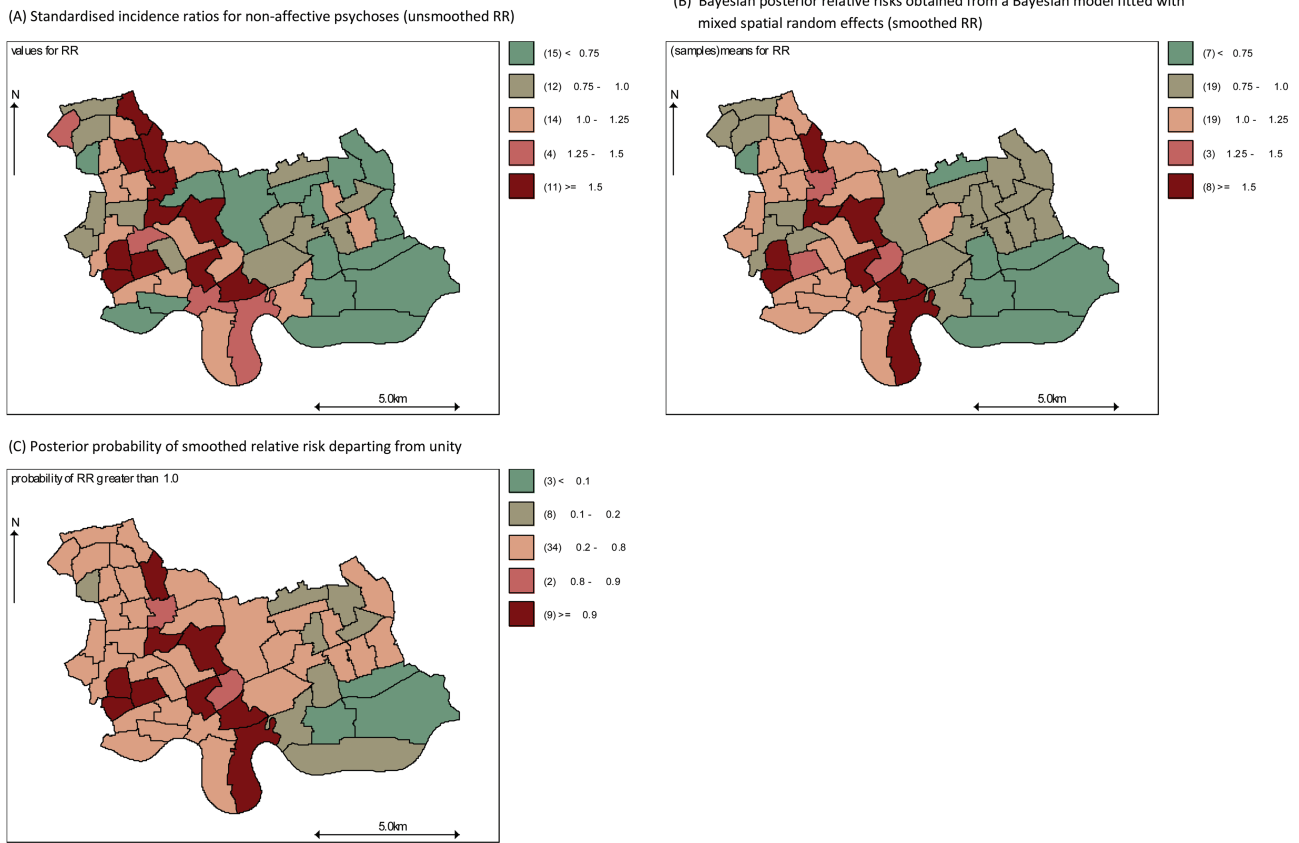 (A) Standardised incidence ratios for non-affective psychoses (unsmoothed RR)
values for RR
N
5.0km
(15) < 0.75
(12) 0.75 - 1.0
(14) 1.0 - 1.25
(4) 1.25 - 1.5
(11) >= 1.5
(B) Bayesian posterior relative risks obtained from a Bayesian model fitted with
mixed spatial random effects (smoothed RR)
(samples)means for RR
N
5.0km
(7) < 0.75
(19) 0.75 - 1.0
(19) 1.0 - 1.25
(3) 1.25 - 1.5
(8) >= 1.5
(C) Posterior probability of smoothed relative risk departing from unity
probability of RR greater than 1.0
N
5.0km
(3) < 0.1
(8) 0.1 - 0.2
(34) 0.2 - 0.8
(2) 0.8 - 0.9
(9) >= 0.9